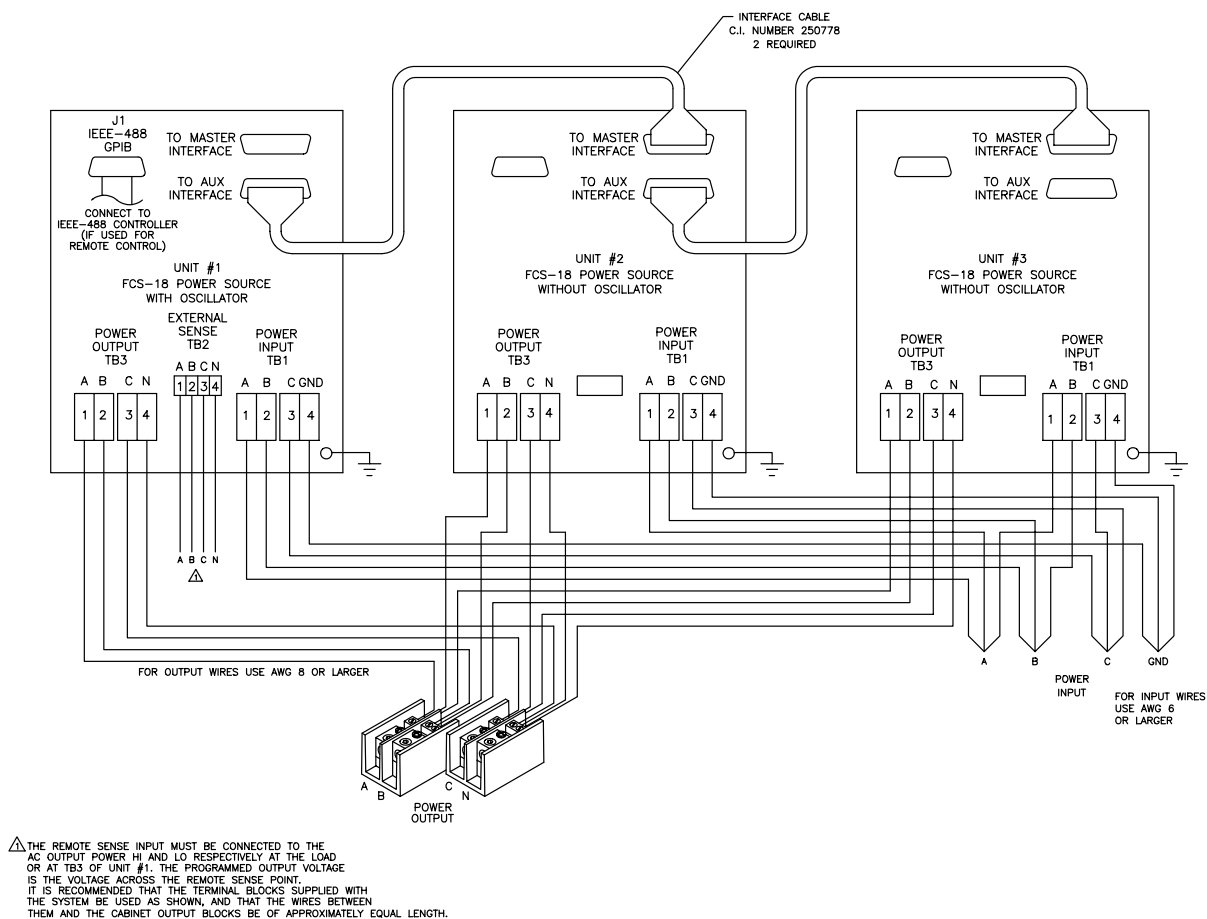 INTERFACE CABLE
C.I. NUMBER 250778
2 REQUIRED
J1
IEEE-488
GPIB
TO MASTER
INTERFACE
TO AUX
INTERFACE
CONNECT TO
IEEE-488 CONTROLLER
(IF USED FOR
REMOTE CONTROL)
UNIT #1
FCS-18 POWER SOURCE
WITH OSCILLATOR
POWER
OUTPUT
TB3
A B C N
1 2 3 4
EXTERNAL
SENSE
TB2
A B C N
1 2 3 4
POWER
INPUT
TB1
A B C GND
1 2 3 4
TO MASTER
INTERFACE
TO AUX
INTERFACE
UNIT #2
FCS-18 POWER SOURCE
WITHOUT OSCILLATOR
POWER
OUTPUT
TB3
A B C N
1 2 3 4
POWER
INPUT
TB1
A B C GND
1 2 3 4
TO MASTER
INTERFACE
TO AUX
INTERFACE
UNIT #3
FCS-18 POWER SOURCE
WITHOUT OSCILLATOR
POWER
OUTPUT
TB3
A B C N
1 2 3 4
POWER
INPUT
TB1
A B C GND
1 2 3 4
A B C N
1
FOR OUTPUT WIRES USE AWG 8 OR LARGER
A B C GND
POWER
INPUT
FOR INPUT WIRES
USE AWG 6
OR LARGER
A B C N
POWER
OUTPUT
1 THE REMOTE SENSE INPUT MUST BE CONNECTED TO THE
AC OUTPUT POWER HI AND LO RESPECTIVELY AT THE LOAD
OR AT TB3 OF UNIT #1. THE PROGRAMMED OUTPUT VOLTAGE
IS THE VOLTAGE ACROSS THE REMOTE SENSE POINT.
IT IS RECOMMENDED THAT THE TERMINAL BLOCKS SUPPLIED WITH
THE SYSTEM BE USED AS SHOWN, AND THAT THE WIRES BETWEEN
THEM AND THE CABINET OUTPUT BLOCKS BE OF APPROXIMATELY EQUAL LENGTH.